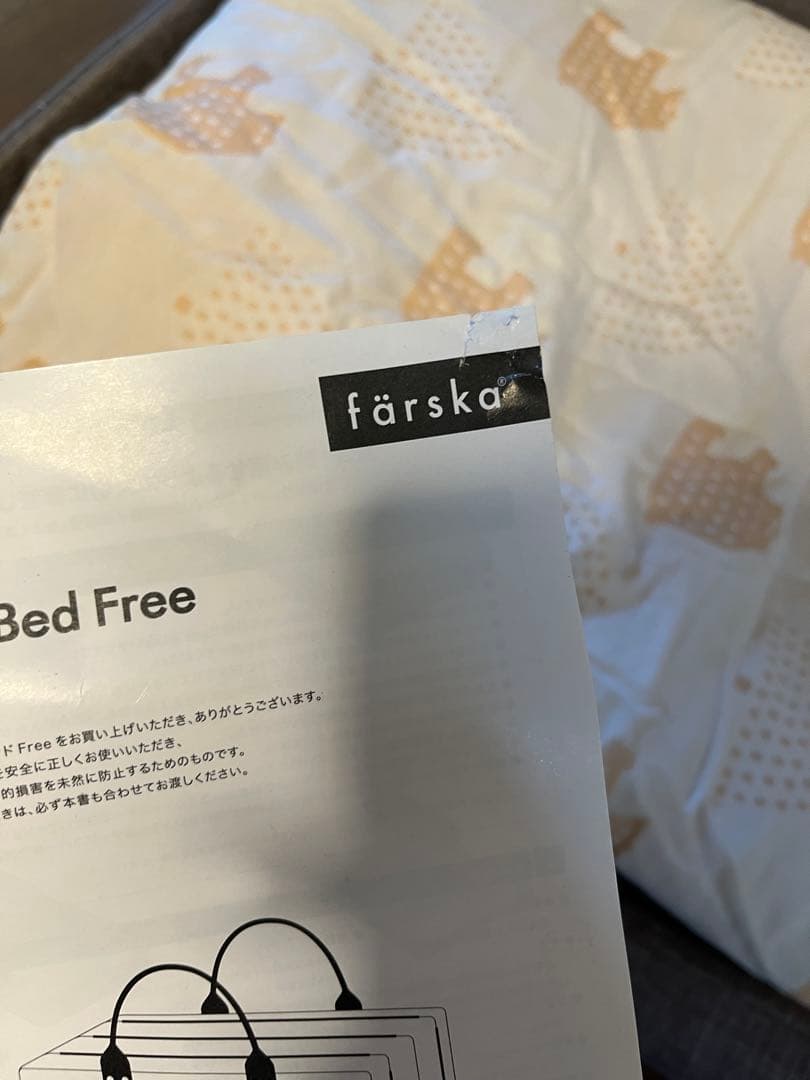 färska®
Bed Free
ド Free をお買い上げいただき、ありがとうございます。
を安全に正しくお使いいただき、
的損害を未然に防止するためのものです。
きは、必ず本書も合わせてお渡しください。